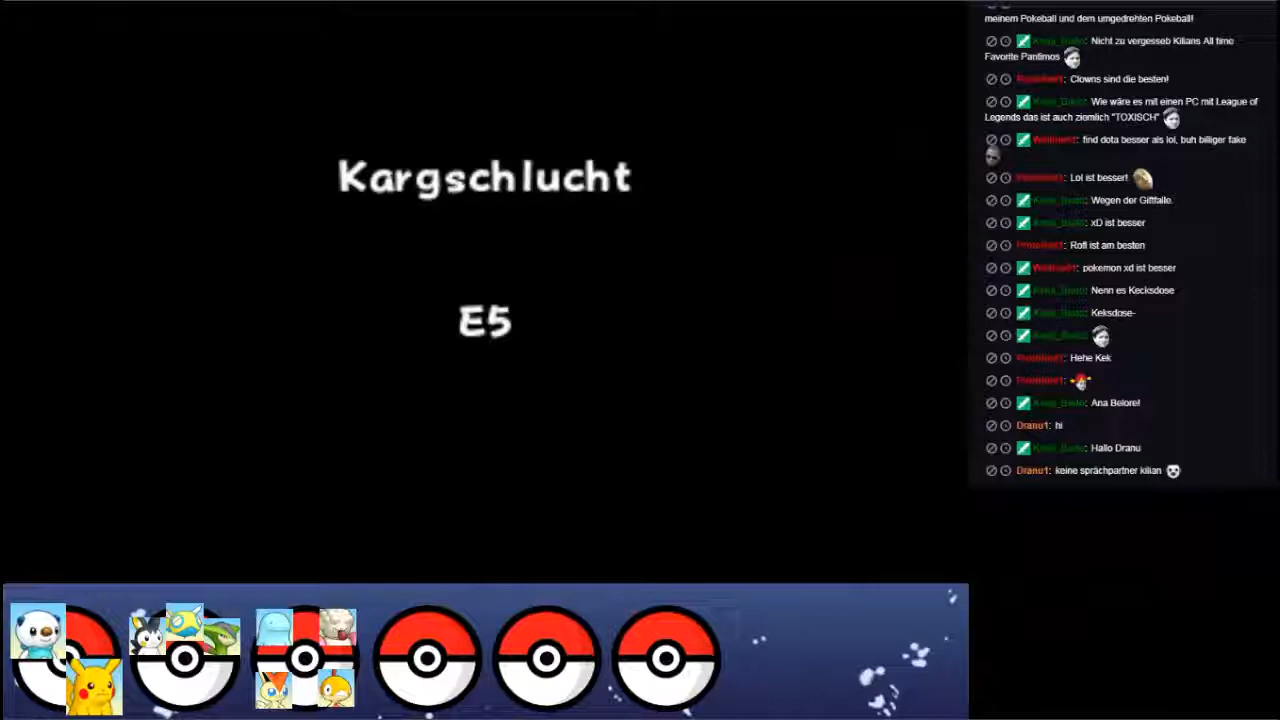 Kargschlucht
E5
meinem Pokeball und dem umgedrehten Pokeball!
: Nicht zu vergesseb Kilians All time
Favorite Pantimos
: Clowns sind die besten!
: Wie wäre es mit einen PC mit League of
Legends das ist auch ziemlich "TOXISCH"
: find dota besser als lol, buh billiger fake
: Lol ist besser!
: Wegen der Giftfalle.
: xD ist besser
: Rofl ist am besten
: pokemon xd ist besser
: Nenn es Kecksdose
: Keksdose-
:
: Hehe Kek
:
: Ana Belore!
Dranu1: hi
: Hallo Dranu
Dranu1: keine sprächpartner kilian